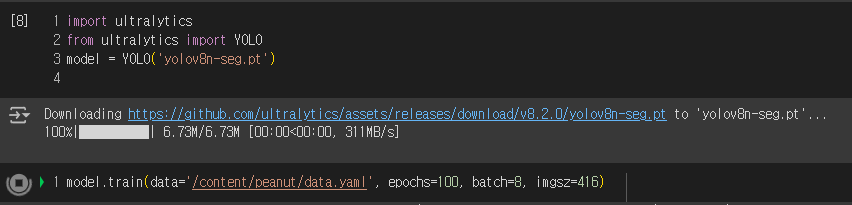 [8]
1 import ultralytics
2 from ultralytics import YOLO
3 model = YOLO('yolov8n-seg.pt')
4
Downloading https://github.com/ultralytics/assets/releases/download/v8.2.0/yolov8n-seg.pt to 'yolov8n-seg.pt'...
100%|██████████| 6.73M/6.73M [00:00<00:00, 311MB/s]
1 model.train(data='/content/peanut/data.yaml', epochs=100, batch=8, imgsz=416)